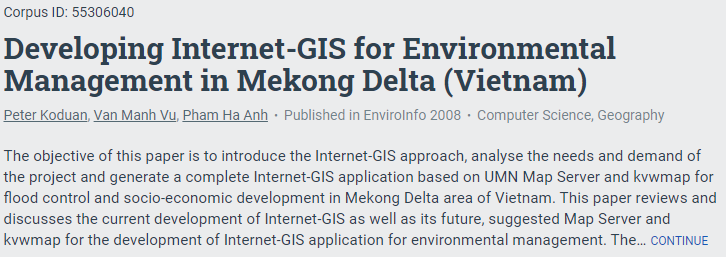 Corpus ID: 55306040
Developing Internet-GIS for Environmental
Management in Mekong Delta (Vietnam)
Peter Koduan, Van Manh Vu, Pham Ha Anh · Published in EnviroInfo 2008 · Computer Science, Geography
The objective of this paper is to introduce the Internet-GIS approach, analyse the needs and demand of
the project and generate a complete Internet-GIS application based on UMN Map Server and kvwmap for
flood control and socio-economic development in Mekong Delta area of Vietnam. This paper reviews and
discusses the current development of Internet-GIS as well as its future, suggested Map Server and
kvwmap for the development of Internet-GIS application for environmental management. The… CONTINUE